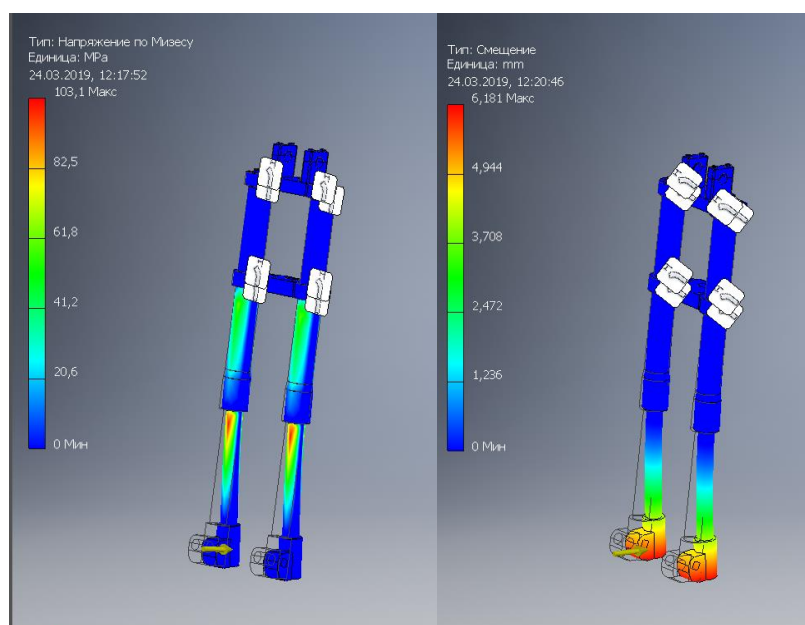 Тип: Напряжение по Мизесу
Единица: MPa
24.03.2019, 12:17:52
103,1 Макс
82,5
61,8
41,2
20,6
0 Мин
Тип: Смещение
Единица: mm
24.03.2019, 12:20:46
6,181 Макс
4,944
3,708
2,472
1,236
0 Мин